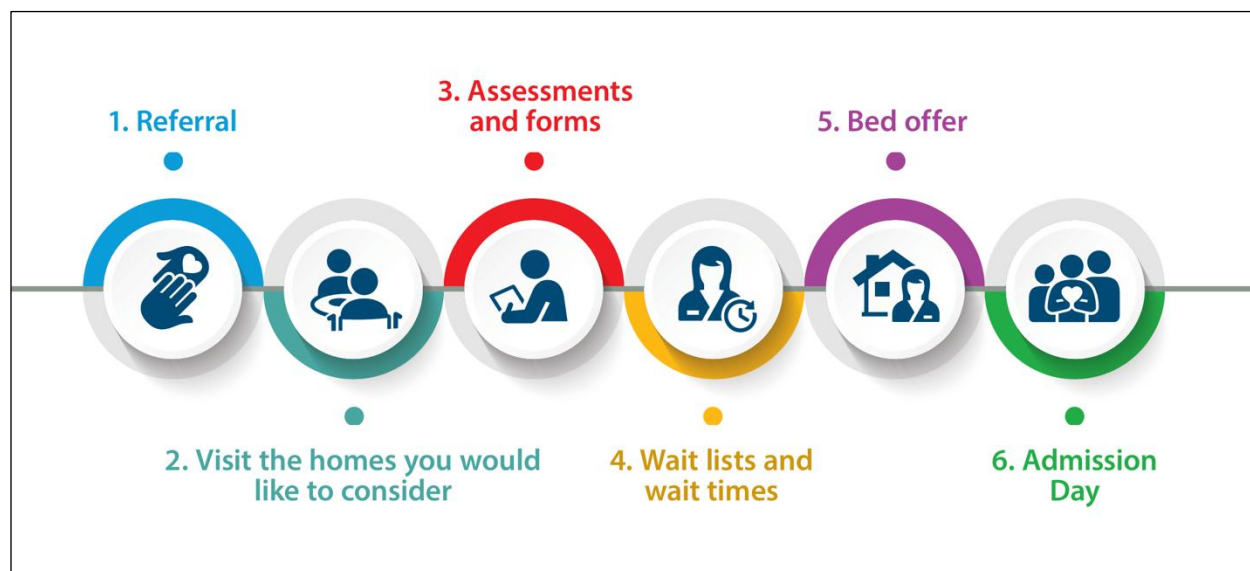 1. Referral
2. Visit the homes you would
like to consider
3. Assessments
and forms
4. Wait lists and
wait times
5. Bed offer
6. Admission
Day